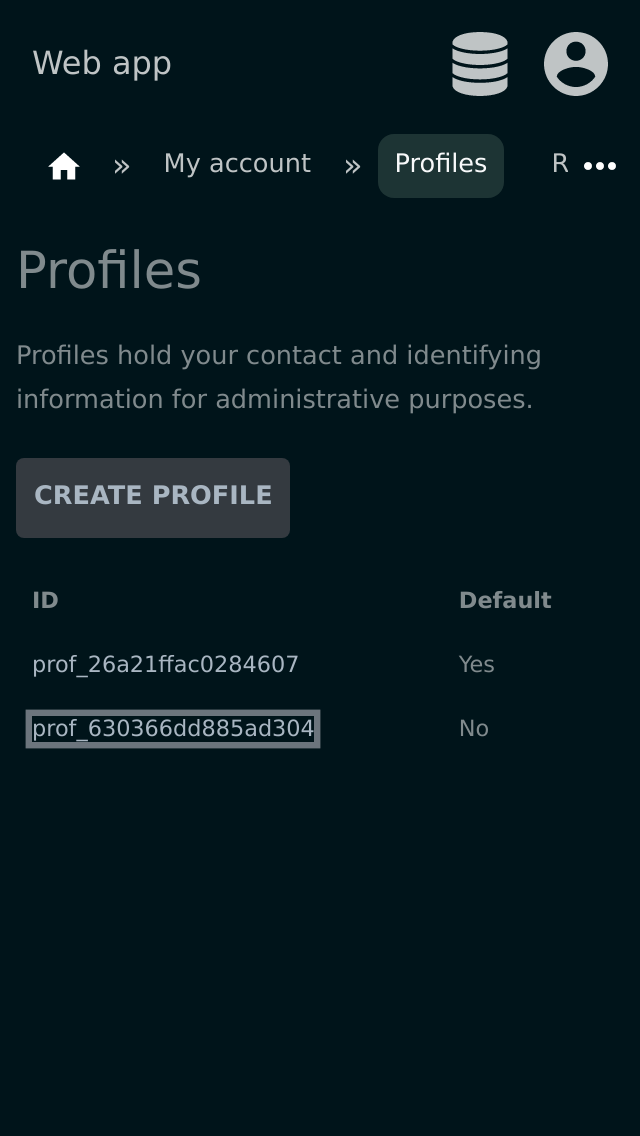 Web app
» My account » Profiles R •••
Profiles
Profiles hold your contact and identifying
information for administrative purposes.
CREATE PROFILE
ID Default
prof_26a21ffac0284607 Yes
prof_630366dd885ad304 No